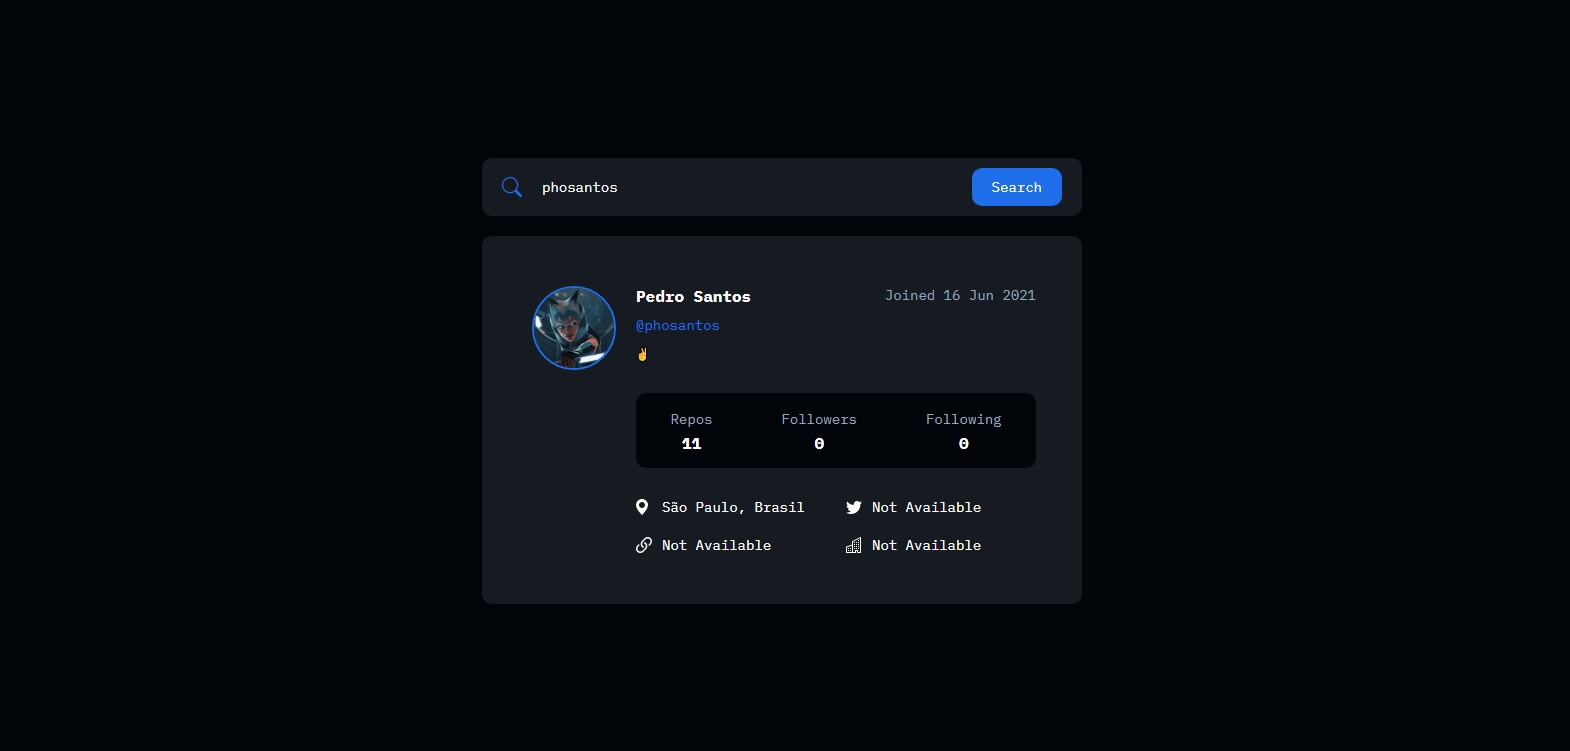 phosantos Search
Pedro Santos Joined 16 Jun 2021
@phosantos
✌
Repos Followers Following
11 0 0
São Paulo, Brasil Not Available
Not Available Not Available